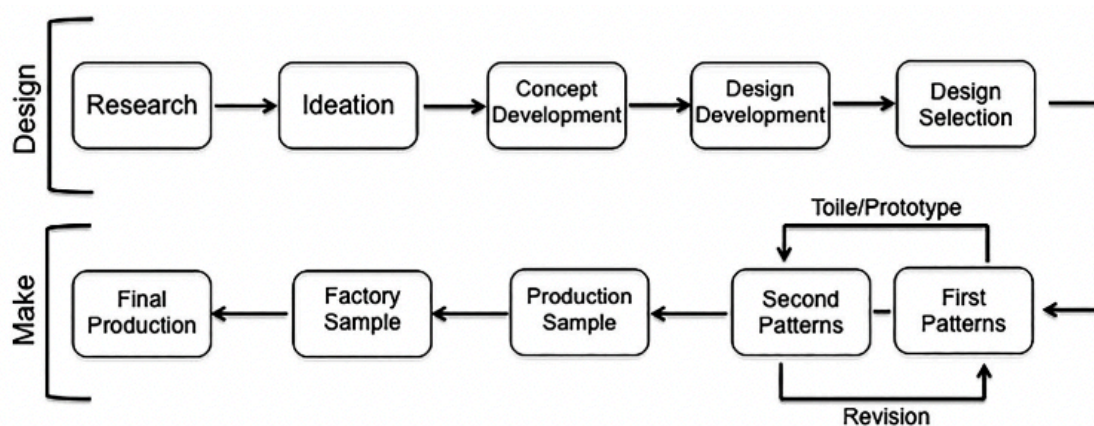 Design
Research
Ideation
Concept
Development
Design
Development
Design
Selection
Make
Toile/Prototype
Final
Production
Factory
Sample
Production
Sample
Second
Patterns
First
Patterns
Revision